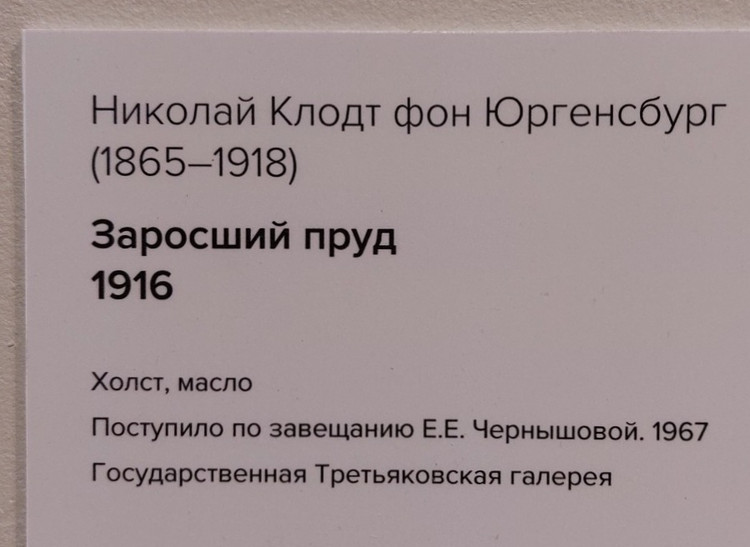 Николай Клодт фон Юргенсбург
(1865–1918)
Заросший пруд
1916
Холст, масло
Поступило по завещанию Е.Е. Чернышовой. 1967
Государственная Третьяковская галерея